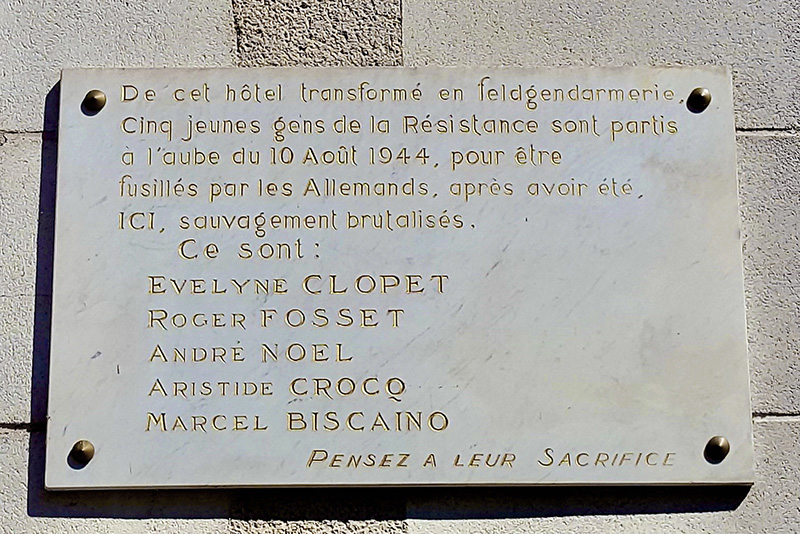 De cet hôtel transformé en feldgendarmerie,
Cinq jeunes gens de la Résistance sont partis
à l'aube du 10 Août 1944, pour être
fusillés par les Allemands, après avoir été,
ICI, sauvagement brutalisés.
Ce sont :
EVELYNE CLOPET
ROGER FOSSET
ANDRÉ NOEL
ARISTIDE CROCQ
MARCEL BISCAINO
PENSEZ A LEUR SACRIFICE